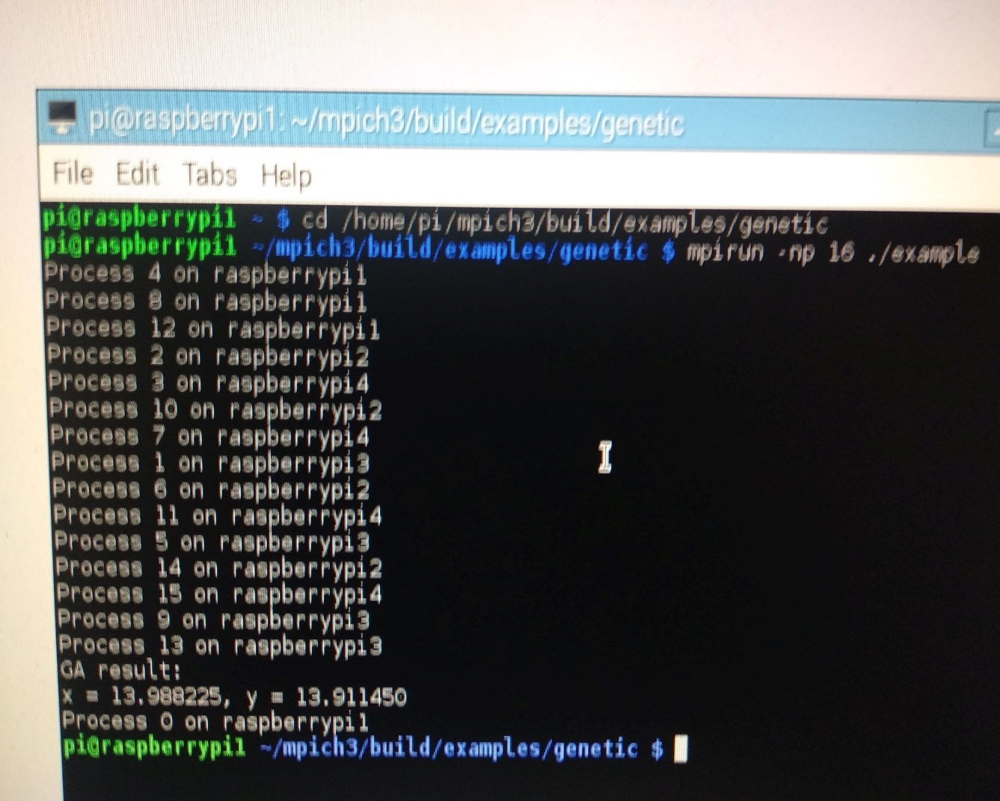 pi@raspberrypi1: ~/mpich3/build/examples/genetic
File Edit Tabs Help
pi@raspberrypi1 ~ $ cd /home/pi/mpich3/build/examples/genetic
pi@raspberrypi1 ~/mpich3/build/examples/genetic $ mpirun -np 16 ./example
Process 4 on raspberrypi1
Process 8 on raspberrypi1
Process 12 on raspberrypi1
Process 2 on raspberrypi2
Process 3 on raspberrypi4
Process 10 on raspberrypi2
Process 7 on raspberrypi4
Process 1 on raspberrypi3
Process 6 on raspberrypi2
Process 11 on raspberrypi4
Process 5 on raspberrypi3
Process 14 on raspberrypi2
Process 15 on raspberrypi4
Process 9 on raspberrypi3
Process 13 on raspberrypi3
GA result:
x = 13.988225, y = 13.911450
Process 0 on raspberrypi1
pi@raspberrypi1 ~/mpich3/build/examples/genetic $